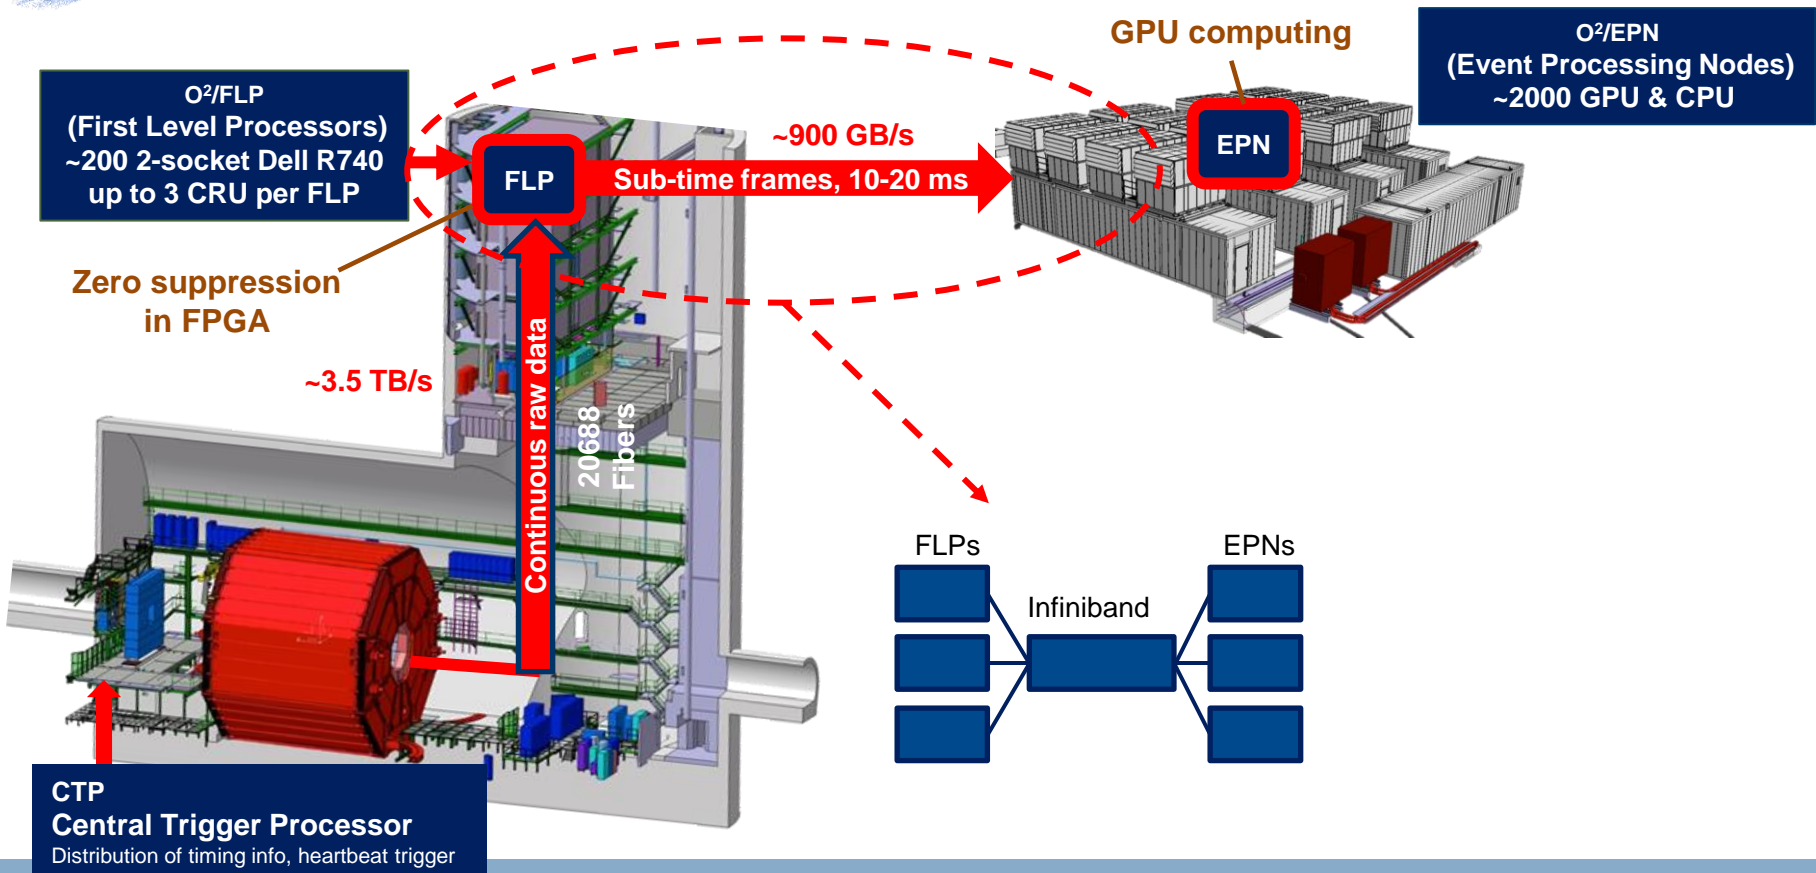 GPU computing
O²/EPN
(Event Processing Nodes)
~2000 GPU & CPU
O²/FLP
(First Level Processors)
~200 2-socket Dell R740
up to 3 CRU per FLP
FLP
~900 GB/s
Sub-time frames, 10-20 ms
EPN
Zero suppression
in FPGA
~3.5 TB/s
Continuous raw data
20688
Fibers
FLPs
EPNs
Infiniband
CTP
Central Trigger Processor
Distribution of timing info, heartbeat trigger